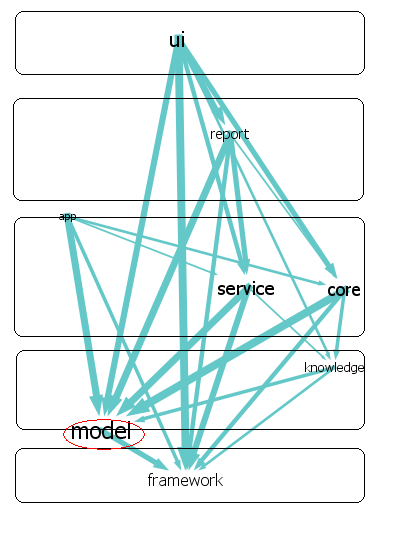 ui
report
app
service
core
knowledge
model
framework